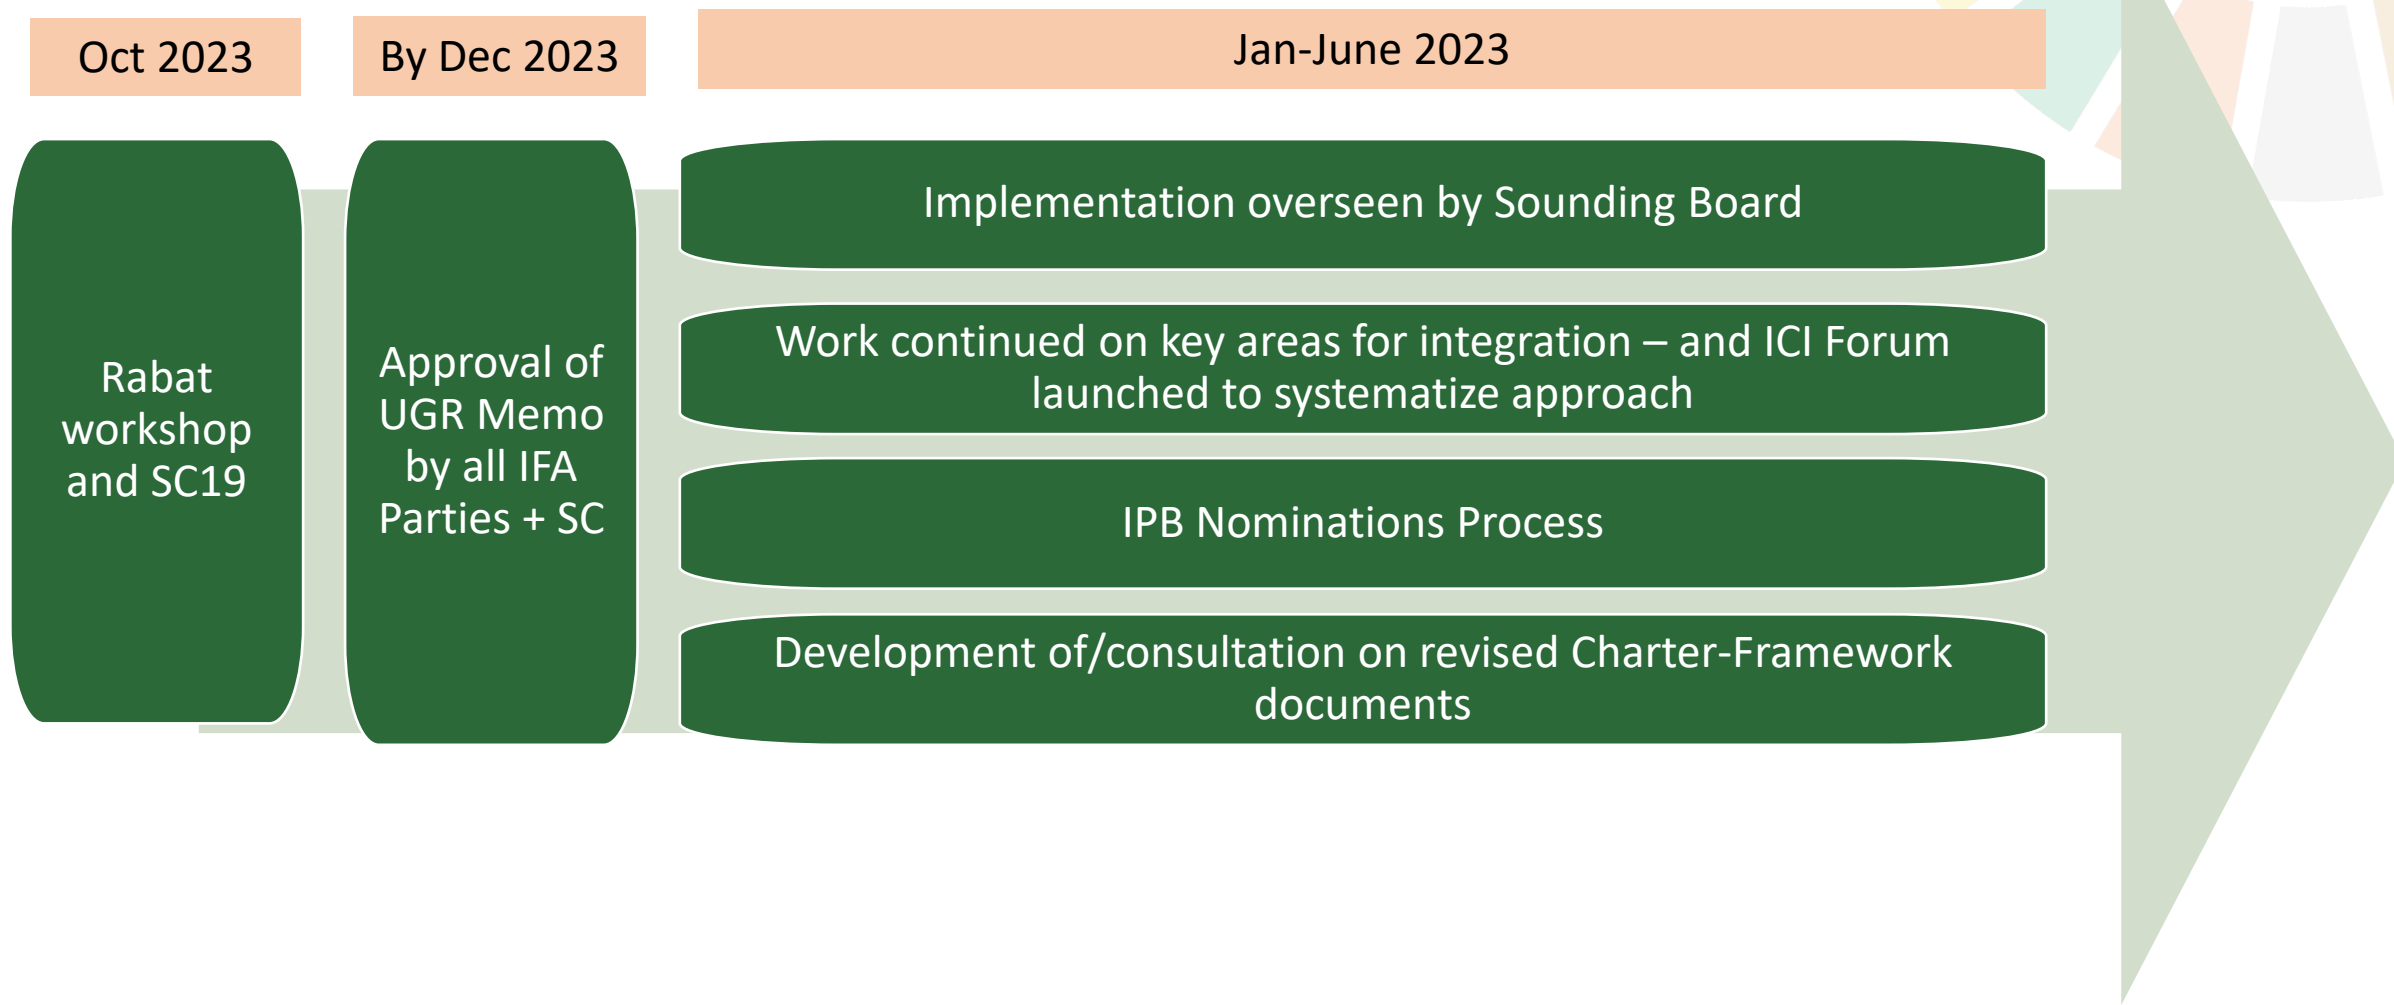 Oct 2023
By Dec 2023
Jan-June 2023
Rabat
workshop
and SC19
Approval of
UGR Memo
by all IFA
Parties + SC
Implementation overseen by Sounding Board
Work continued on key areas for integration – and ICI Forum
launched to systematize approach
IPB Nominations Process
Development of/consultation on revised Charter-Framework
documents